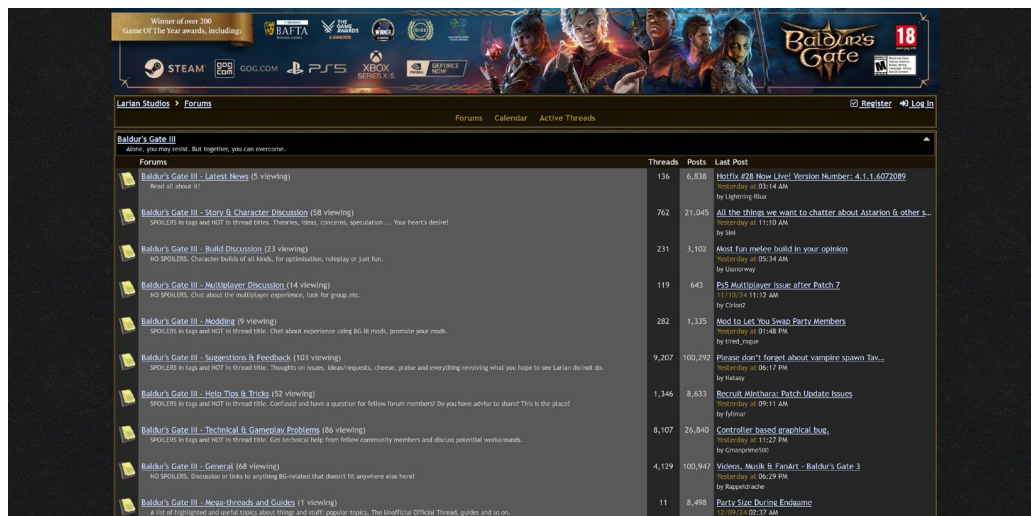 Winner of over 200
Game Of The Year awards, including:
BAFTA
THE GAME AWARDS
WINNER
STEAM
gog com
GOG.COM
PS5
XBOX SERIES X|S
NVIDIA GEFORCE NOW
BALDUR'S GATE
18
Larian Studios > Forums
Register Log In
Forums Calendar Active Threads
Baldur's Gate III
Alone, you may resist. But together, you can overcome.
Forums Threads Posts Last Post
Baldur's Gate III - Latest News (5 viewing) 136 6,838 Hotfix #28 Now Live! Version Number: 4.1.1.6072089
Read all about it! Yesterday at 03:14 AM
by Lightning-Illua
Baldur's Gate III - Story & Character Discussion (58 viewing) 762 21,045 All the things we want to chatter about Astarion & other s...
SPOILERS in tags and NOT in thread titles. Theories, ideas, concerns, speculation ... Your heart's desire! Yesterday at 11:10 AM
by Sini
Baldur's Gate III - Build Discussion (23 viewing) 231 3,102 Most fun melee build in your opinion
NO SPOILERS. Character builds of all kinds, for optimisation, roleplay or just fun. Yesterday at 05:34 AM
by Usanorway
Baldur's Gate III - Multiplayer Discussion (14 viewing) 119 643 Ps5 Multiplayer Issue after Patch 7
NO SPOILERS. Chat about the multiplayer experience, look for group.etc. 11/10/24 11:12 AM
by Cirion2
Baldur's Gate III - Modding (9 viewing) 282 1,335 Mod to Let You Swap Party Members
SPOILERS in tags and NOT in thread title. Chat about experience using BG III mods, promote your mods. Yesterday at 01:48 PM
by tired_rogue
Baldur's Gate III - Suggestions & Feedback (103 viewing) 9,207 100,292 Please don't forget about vampire spawn Tav...
SPOILERS in tags and NOT in thread title. Thoughts on issues, ideas/requests, cheese, praise and everything revolving what you hope to see Larian do/not do. Yesterday at 06:17 PM
by Natasy
Baldur's Gate III - Help Tips & Tricks (52 viewing) 1,346 8,633 Recruit Minthara: Patch Update Issues
SPOILERS in tags and NOT in thread title. Confused and have a question for fellow forum members! Do you have advise to share? This is the place! Yesterday at 09:11 AM
by fylimar
Baldur's Gate III - Technical & Gameplay Problems (86 viewing) 8,107 26,840 Controller based graphical bug.
SPOILERS in tags and NOT in thread title. Get technical help from fellow community members and discuss potential workarounds. Yesterday at 11:27 PM
by Gmanprime500
Baldur's Gate III - General (68 viewing) 4,129 100,947 Videos, Musik & FanArt - Baldur's Gate 3
NO SPOILERS. Discussion or links to anything BG-related that doesn't fit anywhere else here! Yesterday at 06:29 PM
by Rappeldrache
Baldur's Gate III - Mega-threads and Guides (1 viewing) 11 8,498 Party Size During Endgame
A list of highlighted and useful topics about things and stuff: popular topics, The Unofficial Official Thread, guides and so on. 12/09/24 02:37 AM